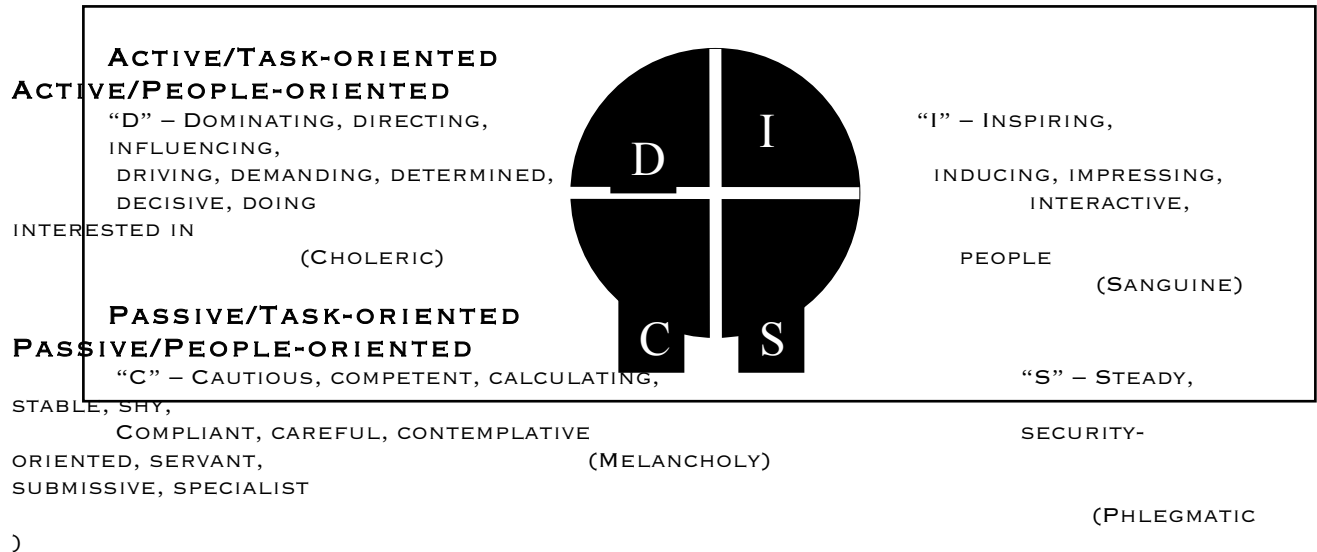 ACTIVE/TASK-ORIENTED
ACTIVE/PEOPLE-ORIENTED
“D” – DOMINATING, DIRECTING, “I” – INSPIRING,
INFLUENCING,
DRIVING, DEMANDING, DETERMINED, INDUCING, IMPRESSING,
DECISIVE, DOING INTERACTIVE,
INTERESTED IN
(CHOLERIC) PEOPLE
(SANGUINE)
D I
PASSIVE/TASK-ORIENTED
PASSIVE/PEOPLE-ORIENTED
C S
“C” – CAUTIOUS, COMPETENT, CALCULATING, “S” – STEADY,
STABLE, SHY,
COMPLIANT, CAREFUL, CONTEMPLATIVE SECURITY-
ORIENTED, SERVANT, (MELANCHOLY)
SUBMISSIVE, SPECIALIST
(PHLEGMATIC
)